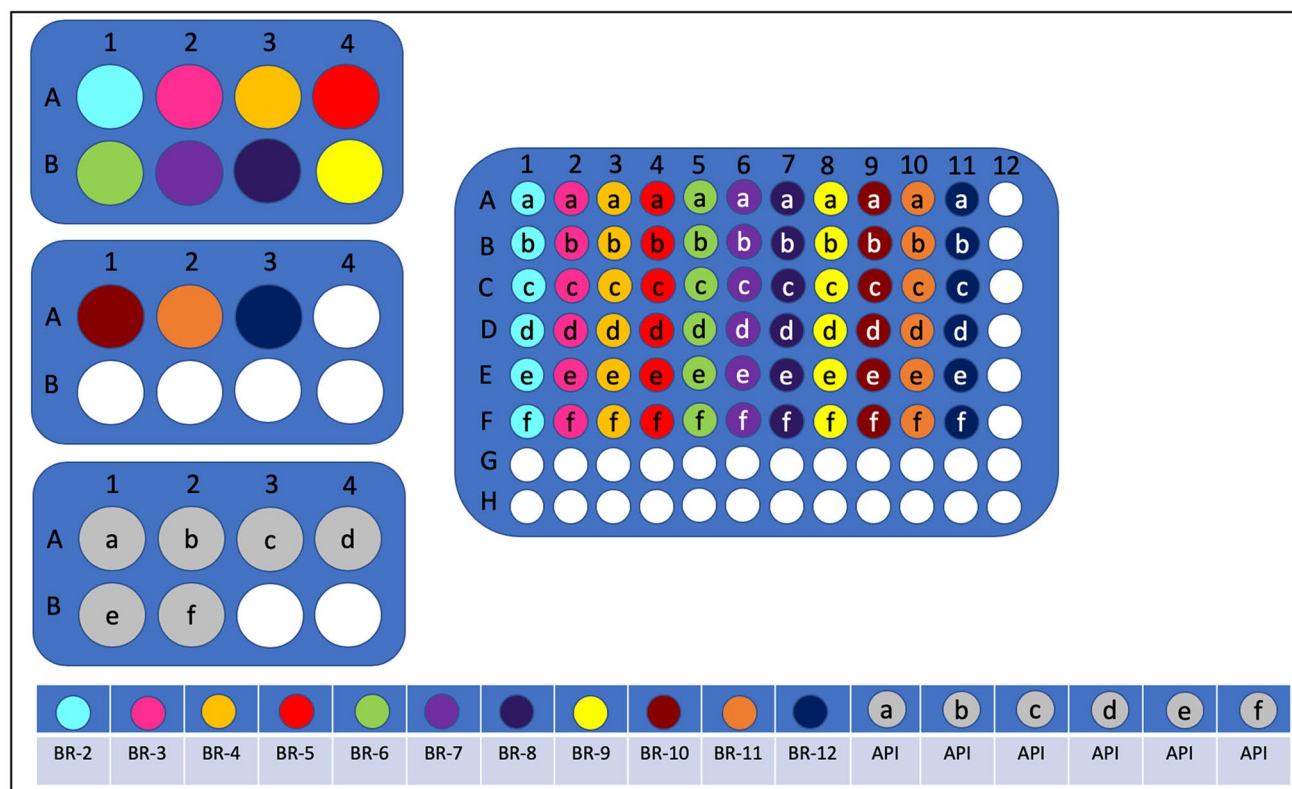 1 2 3 4
A
B
1 2 3 4
A
B
1 2 3 4
A a b c d
B e f
1 2 3 4 5 6 7 8 9 10 11 12
A a a a a a a a a a a a
B b b b b b b b b b b b
C c c c c c c c c c c c
D d d d d d d d d d d d
E e e e e e e e e e e e
F f f f f f f f f f f f
G
H
a b c d e f
BR-2 BR-3 BR-4 BR-5 BR-6 BR-7 BR-8 BR-9 BR-10 BR-11 BR-12 API API API API API API